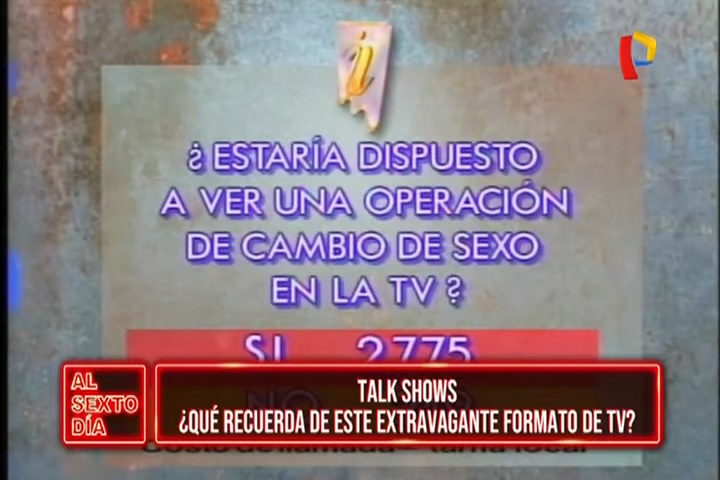 i
¿ESTARÍA DISPUESTO
A VER UNA OPERACIÓN
DE CAMBIO DE SEXO
EN LA TV?
SI 2775
NO
AL
SEXTO
DÍA
TALK SHOWS
¿QUÉ RECUERDA DE ESTE EXTRAVAGANTE FORMATO DE TV?